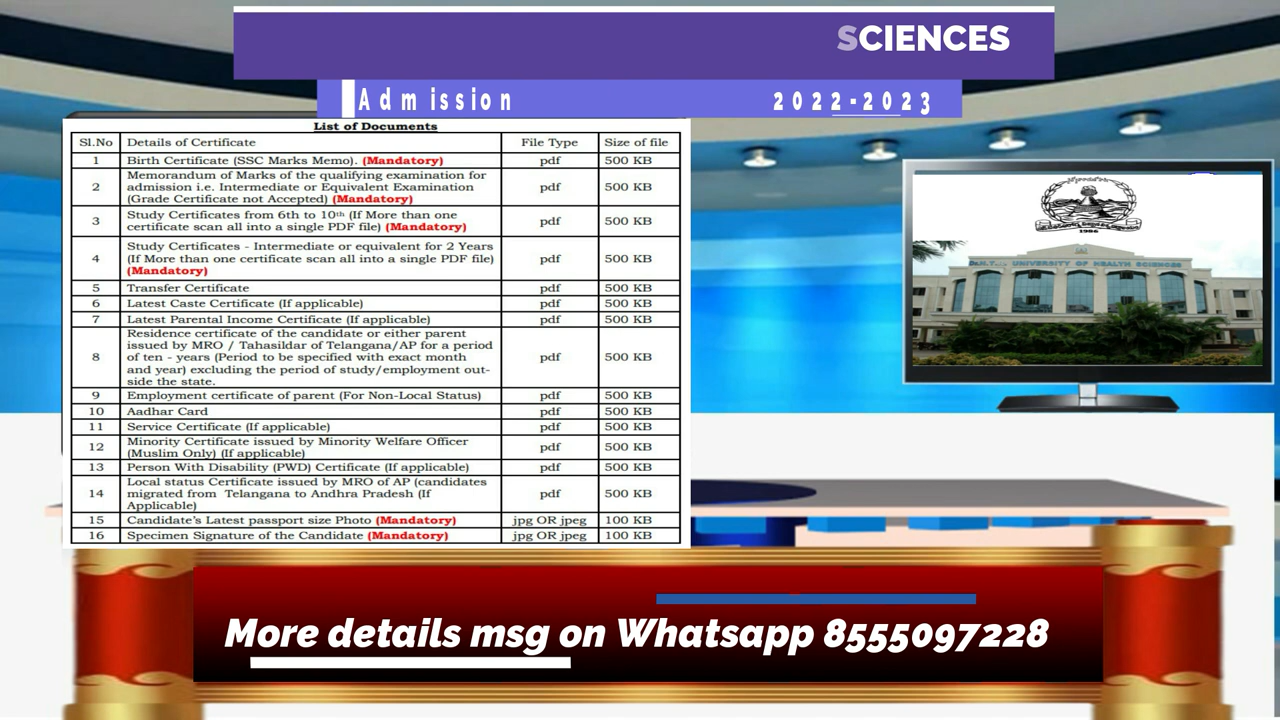 SCIENCES
Admission 2022-2023
List of Documents
Sl.No Details of Certificate File Type Size of file
1 Birth Certificate (SSC Marks Memo). (Mandatory) pdf 500 KB
2 Memorandum of Marks of the qualifying examination for
admission i.e. Intermediate or Equivalent Examination
(Grade Certificate not Accepted) (Mandatory) pdf 500 KB
3 Study Certificates from 6th to 10th (If More than one
certificate scan all into a single PDF file) (Mandatory) pdf 500 KB
4 Study Certificates - Intermediate or equivalent for 2 Years
(If More than one certificate scan all into a single PDF file)
(Mandatory) pdf 500 KB
5 Transfer Certificate pdf 500 KB
6 Latest Caste Certificate (If applicable) pdf 500 KB
7 Latest Parental Income Certificate (If applicable) pdf 500 KB
8 Residence certificate of the candidate or either parent
issued by MRO / Tahasildar of Telangana/AP for a period
of ten - years (Period to be specified with exact month
and year) excluding the period of study/employment out-
side the state. pdf 500 KB
9 Employment certificate of parent (For Non-Local Status) pdf 500 KB
10 Aadhar Card pdf 500 KB
11 Service Certificate (If applicable) pdf 500 KB
12 Minority Certificate issued by Minority Welfare Officer
(Muslim Only) (If applicable) pdf 500 KB
13 Person With Disability (PWD) Certificate (If applicable) pdf 500 KB
14 Local status Certificate issued by MRO of AP (candidates
migrated from Telangana to Andhra Pradesh (If
Applicable) pdf 500 KB
15 Candidate's Latest passport size Photo (Mandatory) jpg OR jpeg 100 KB
16 Specimen Signature of the Candidate (Mandatory) jpg OR jpeg 100 KB
1986
UNIVERSITY OF HEALTH SCIENCES
More details msg on Whatsapp 8555097228